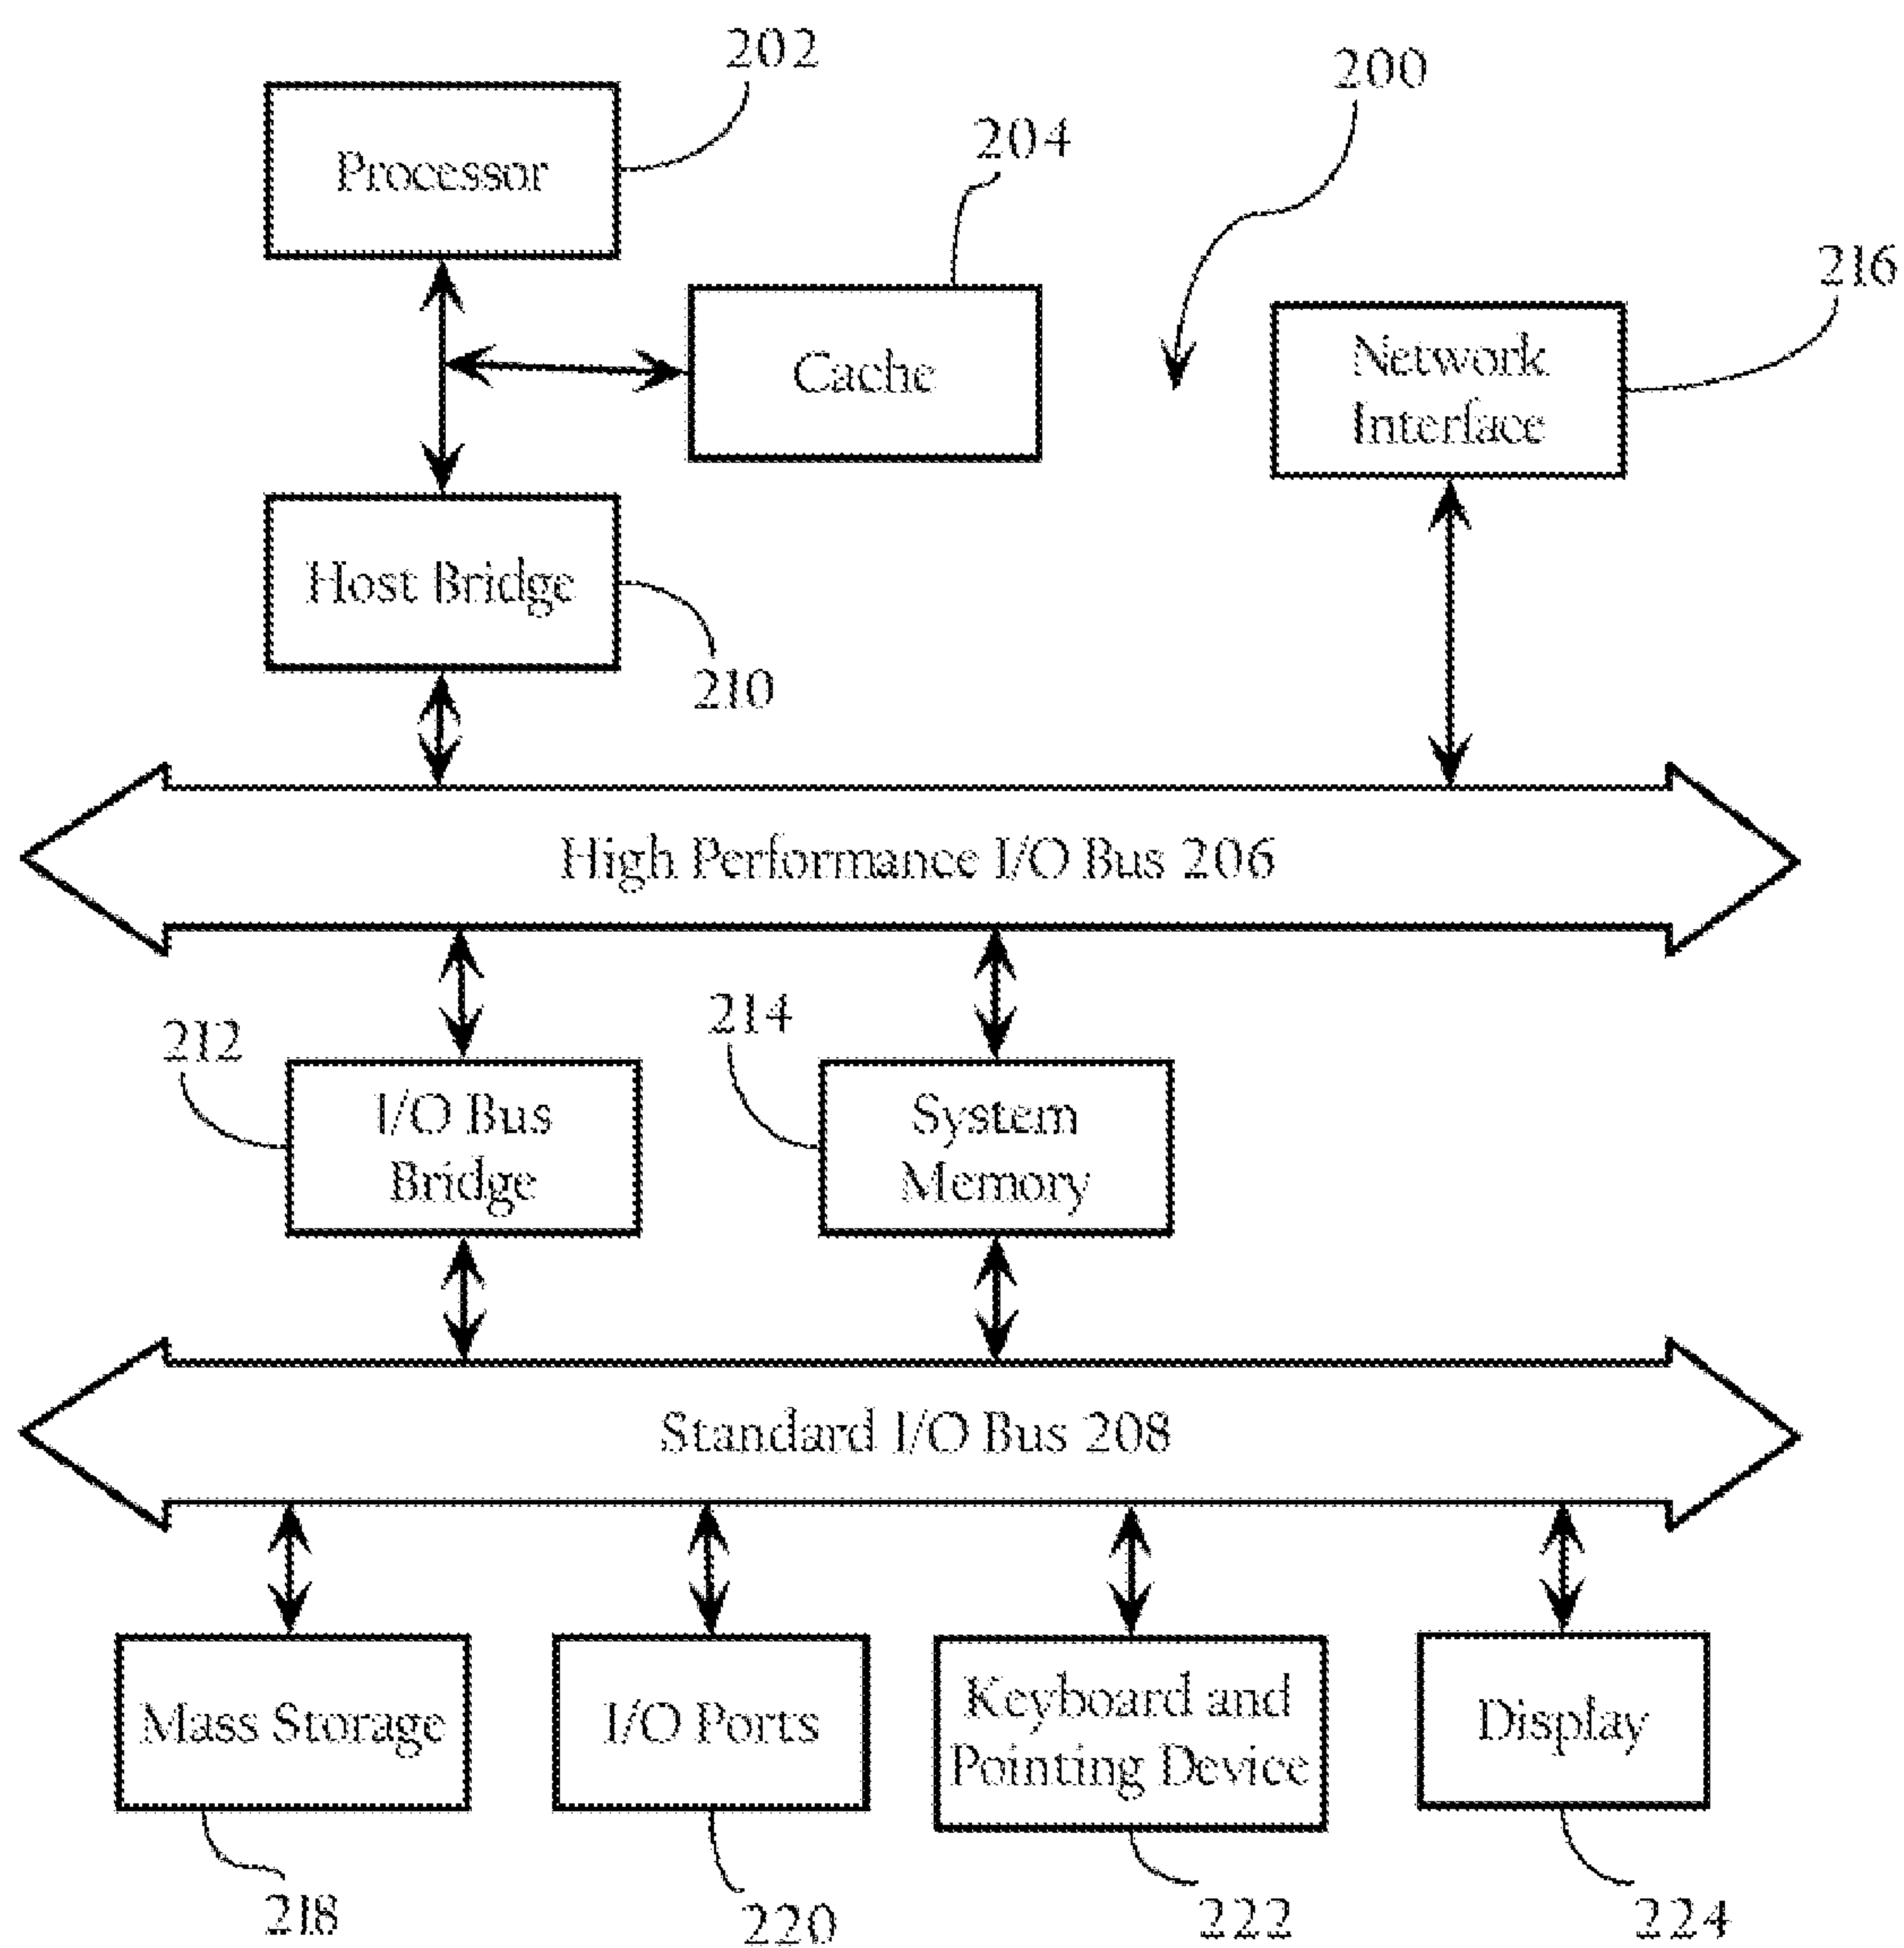 202
200
Processor
204
216
Cache
Network
Interface
Host Bridge
210
High Performance I/O Bus 206
212
214
I/O Bus
Bridge
System
Memory
Standard I/O Bus 208
Mass Storage
I/O Ports
Keyboard and
Pointing Device
Display
218
220
222
224